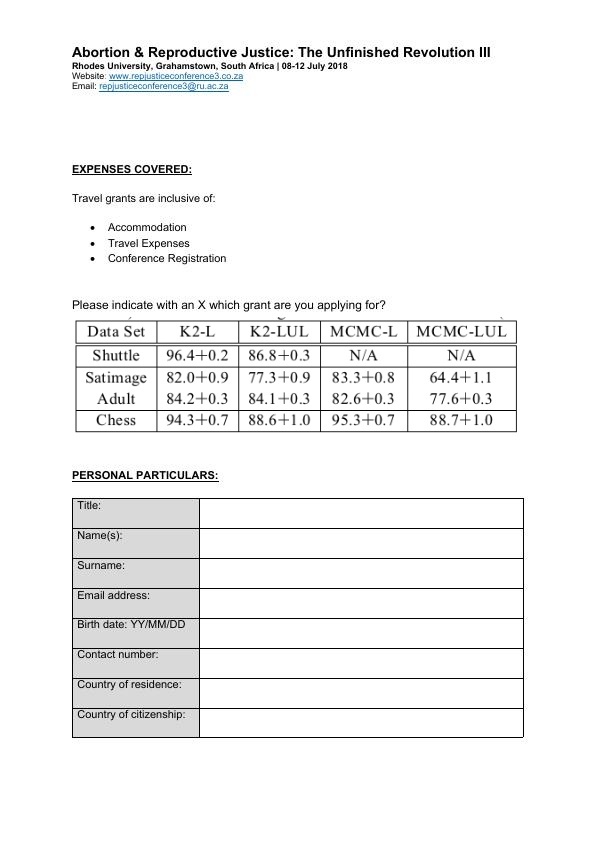 Abortion & Reproductive Justice: The Unfinished Revolution III
Rhodes University, Grahamstown, South Africa | 08-12 July 2018
Website: www.repjusticeconference3.co.za
Email: repjusticeconference3@ru.ac.za
EXPENSES COVERED:
Travel grants are inclusive of:
• Accommodation
• Travel Expenses
• Conference Registration
Please indicate with an X which grant are you applying for?
Data Set K2-L K2-LUL MCMC-L MCMC-LUL
Shuttle 96.4+0.2 86.8+0.3 N/A N/A
Satimage 82.0+0.9 77.3+0.9 83.3+0.8 64.4+1.1
Adult 84.2+0.3 84.1+0.3 82.6+0.3 77.6+0.3
Chess 94.3+0.7 88.6+1.0 95.3+0.7 88.7+1.0
PERSONAL PARTICULARS:
Title:
Name(s):
Surname:
Email address:
Birth date: YY/MM/DD
Contact number:
Country of residence:
Country of citizenship: